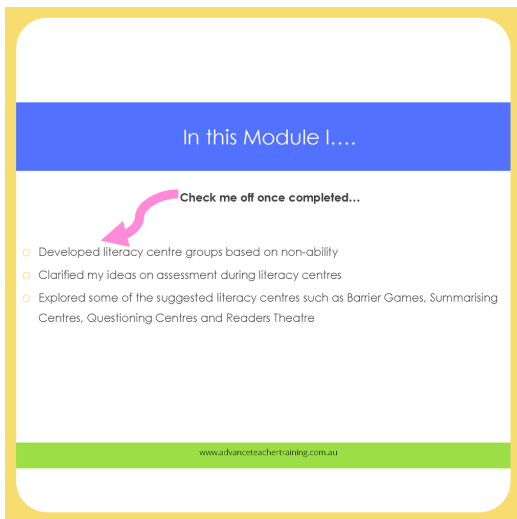 In this Module I....
Check me off once completed...
Developed literacy centre groups based on non-ability
Clarified my ideas on assessment during literacy centres
Explored some of the suggested literacy centres such as Barrier Games, Summarising
Centres, Questioning Centres and Readers Theatre
www.advanceteachertraining.com.au